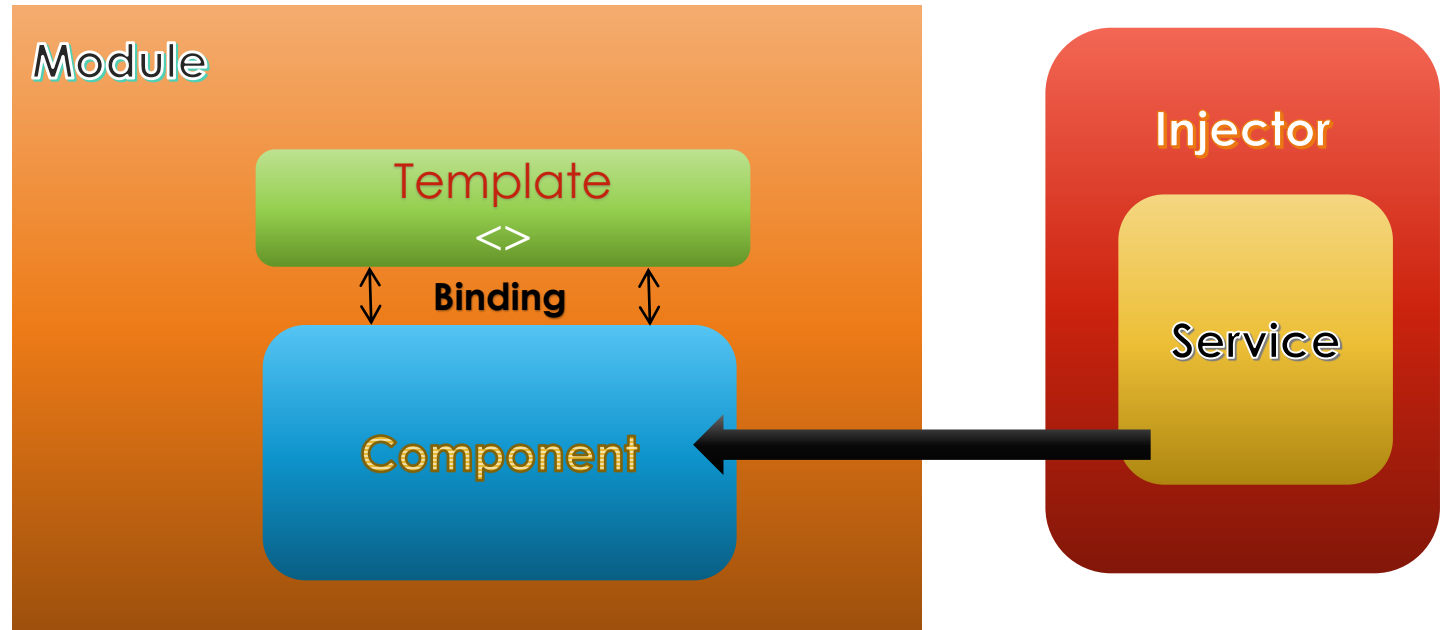 Module
Template
<>
Binding
Component
Injector
Service